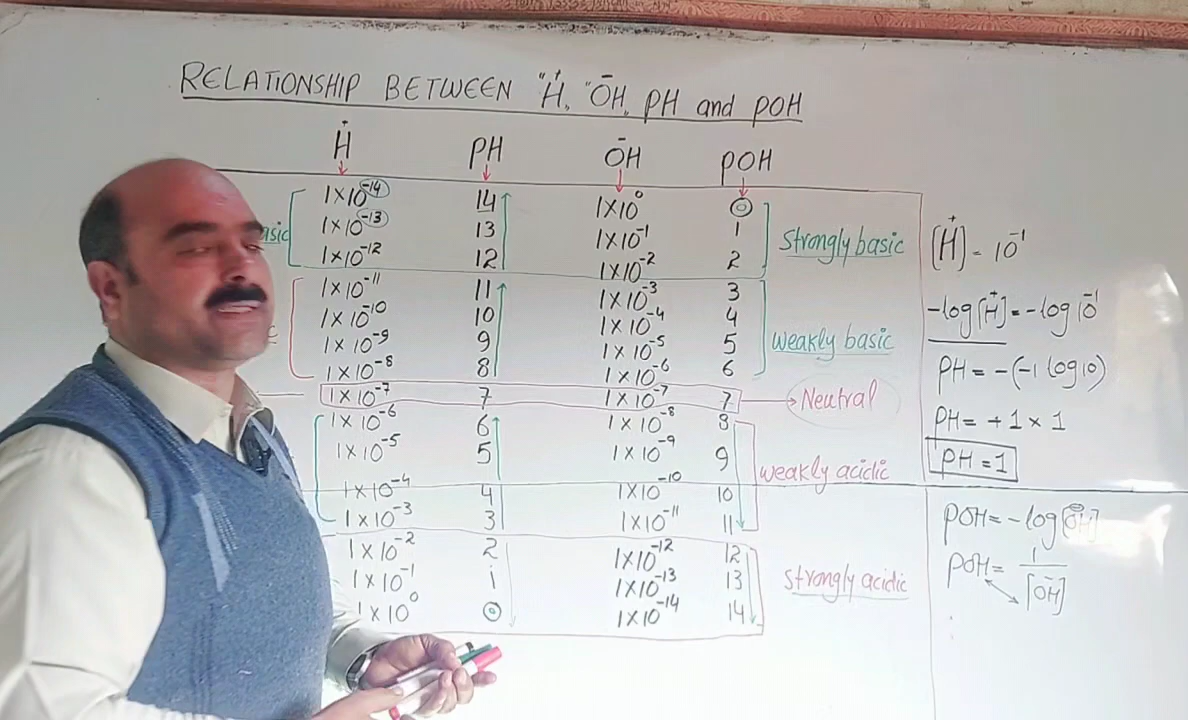 RELATIONSHIP BETWEEN "H⁺, "O⁻H, PH and POH
H⁺ PH O⁻H POH
1×10⁻¹⁴ 14 1×10⁰ 0
1×10⁻¹³ 13 1×10⁻¹ 1 Strongly basic
1×10⁻¹² 12 1×10⁻² 2
1×10⁻¹¹ 11 1×10⁻³ 3
1×10⁻¹⁰ 10 1×10⁻⁴ 4
1×10⁻⁹ 9 1×10⁻⁵ 5 weakly basic
1×10⁻⁸ 8 1×10⁻⁶ 6
1×10⁻⁷ 7 1×10⁻⁷ 7 → Neutral
1×10⁻⁶ 6 1×10⁻⁸ 8
1×10⁻⁵ 5 1×10⁻⁹ 9 weakly acidic
1×10⁻⁴ 4 1×10⁻¹⁰ 10
1×10⁻³ 3 1×10⁻¹¹ 11
1×10⁻² 2 1×10⁻¹² 12
1×10⁻¹ 1 1×10⁻¹³ 13 Strongly acidic
1×10⁰ 0 1×10⁻¹⁴ 14
[H⁺] = 10⁻¹
-log[H⁺] = -log10⁻¹
PH = -(-1 log10)
PH = +1 × 1
PH = 1
POH = -log[O⁻H]
POH = 1/[O⁻H]